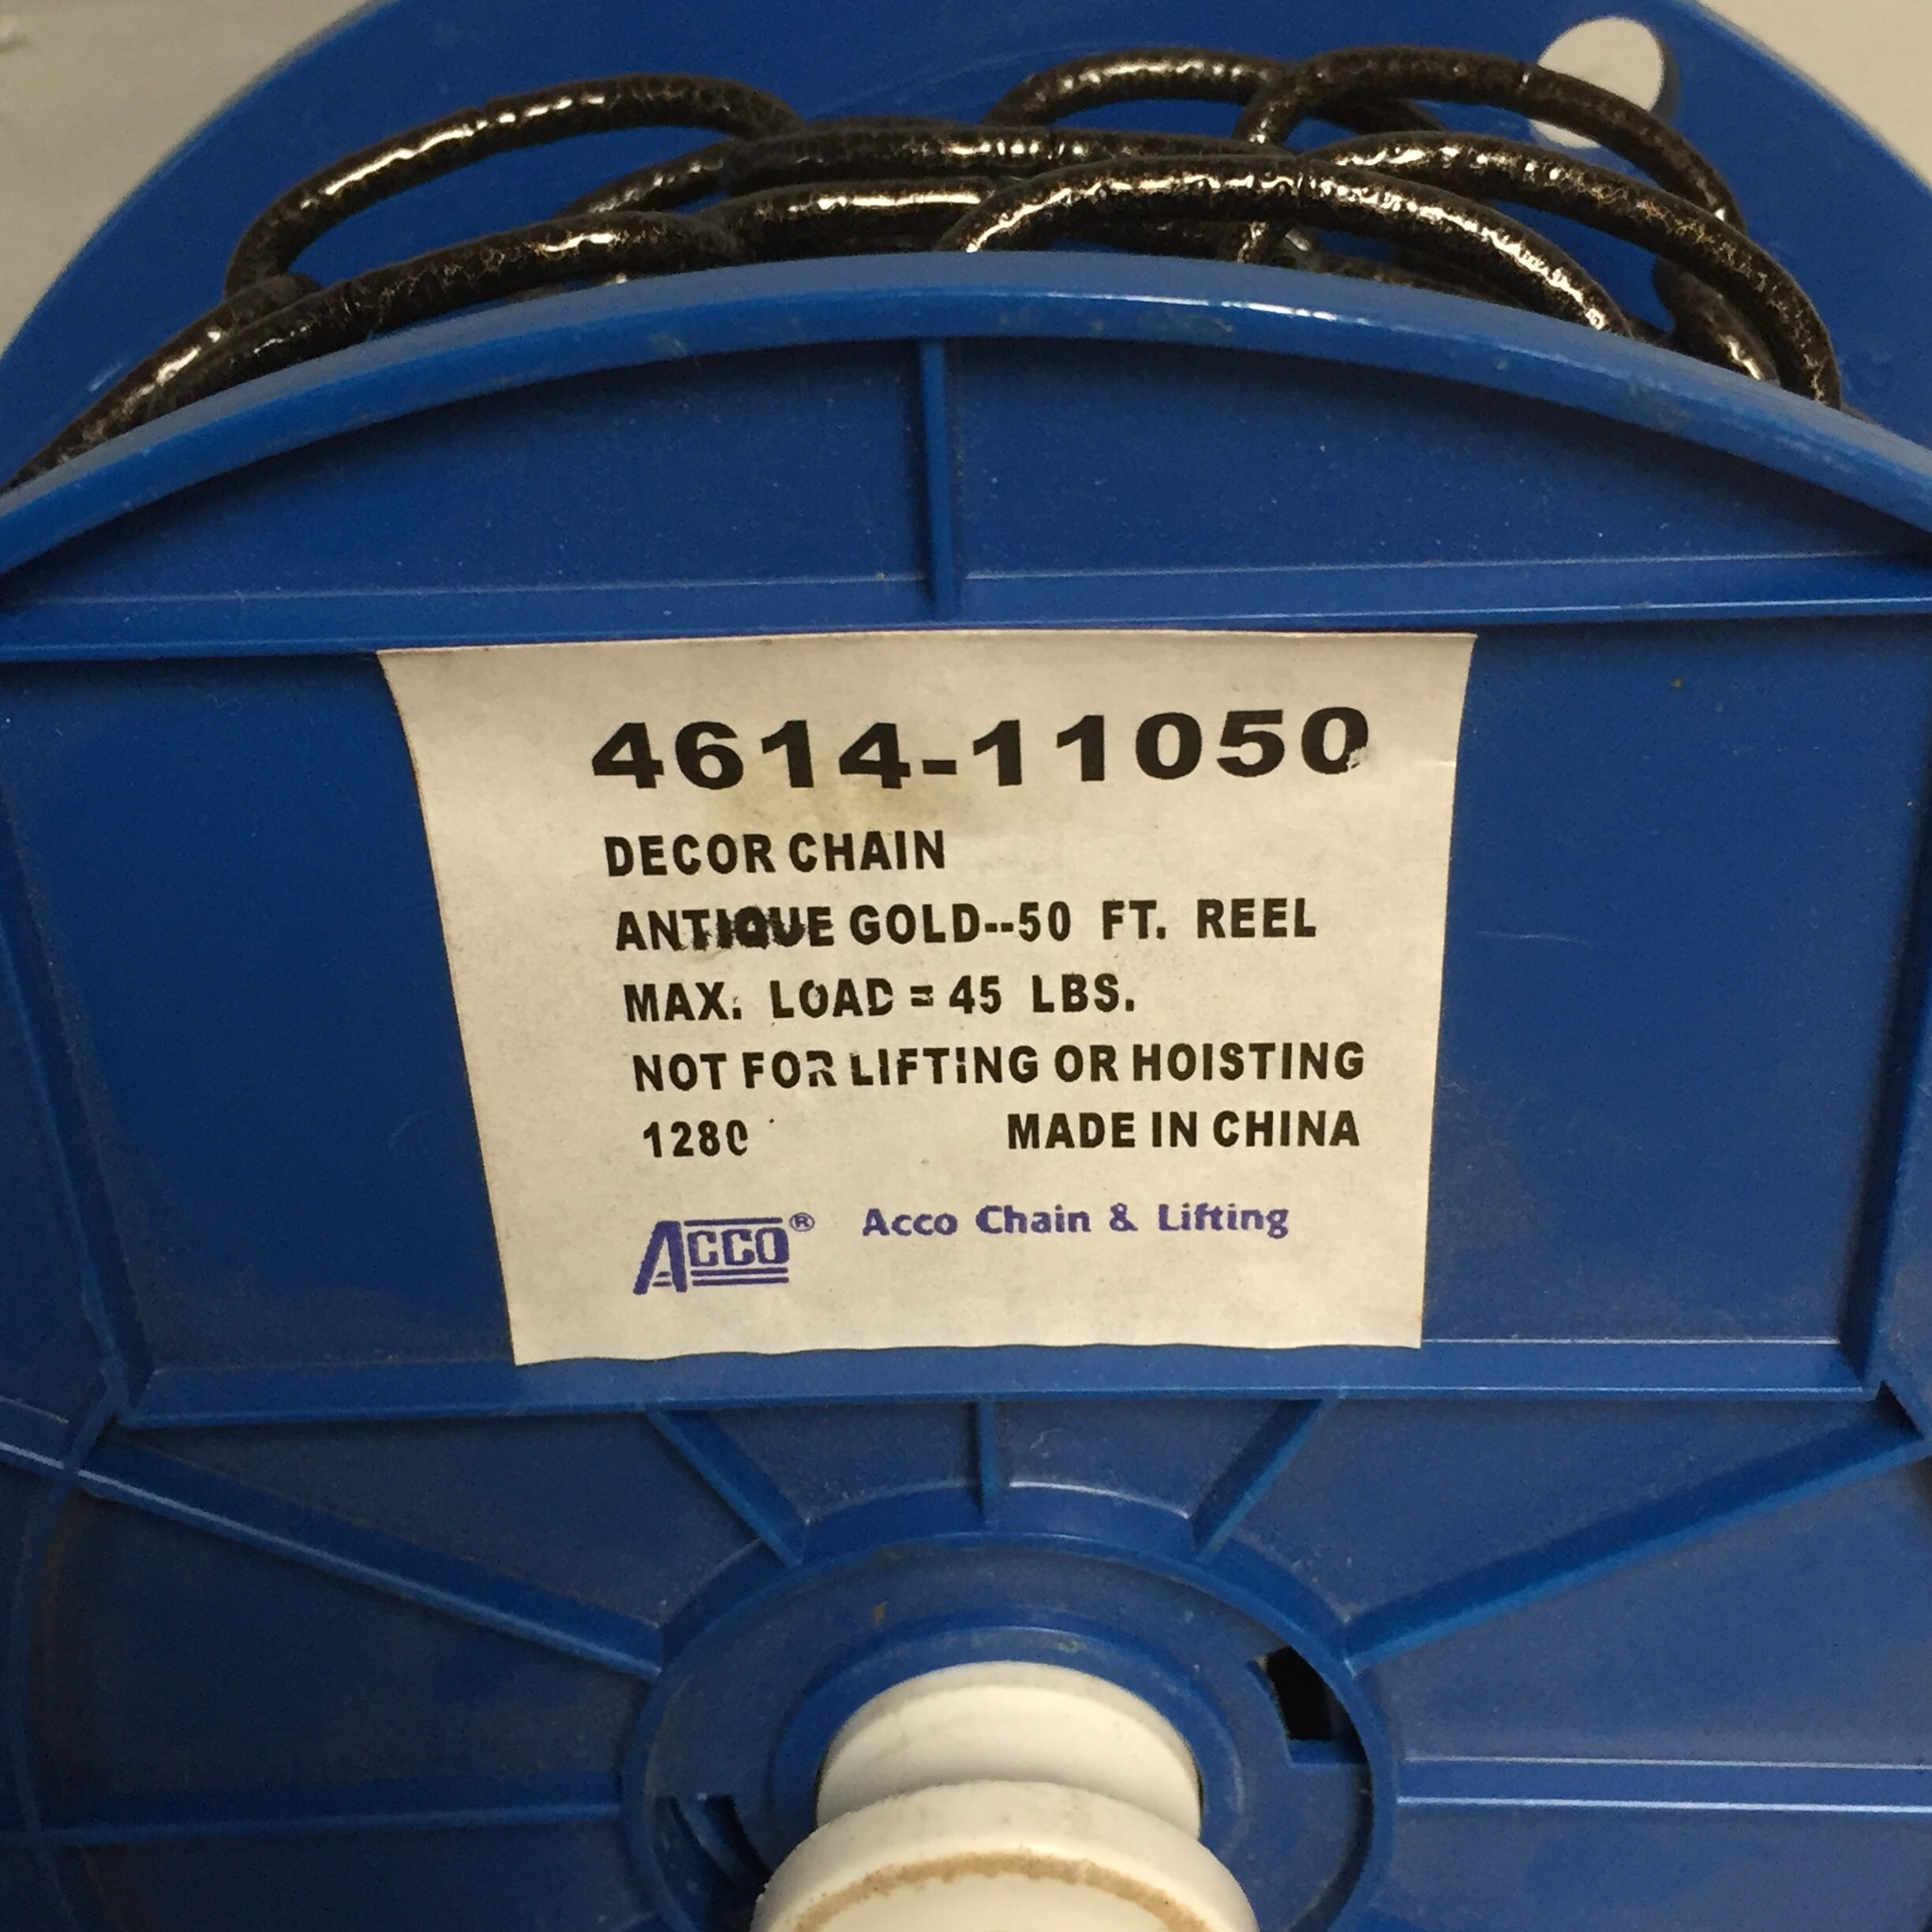 4614-11050
DECOR CHAIN
ANTIQUE GOLD--50 FT. REEL
MAX. LOAD = 45 LBS.
NOT FOR LIFTING OR HOISTING
1280 MADE IN CHINA
ACCO® Acco Chain & Lifting